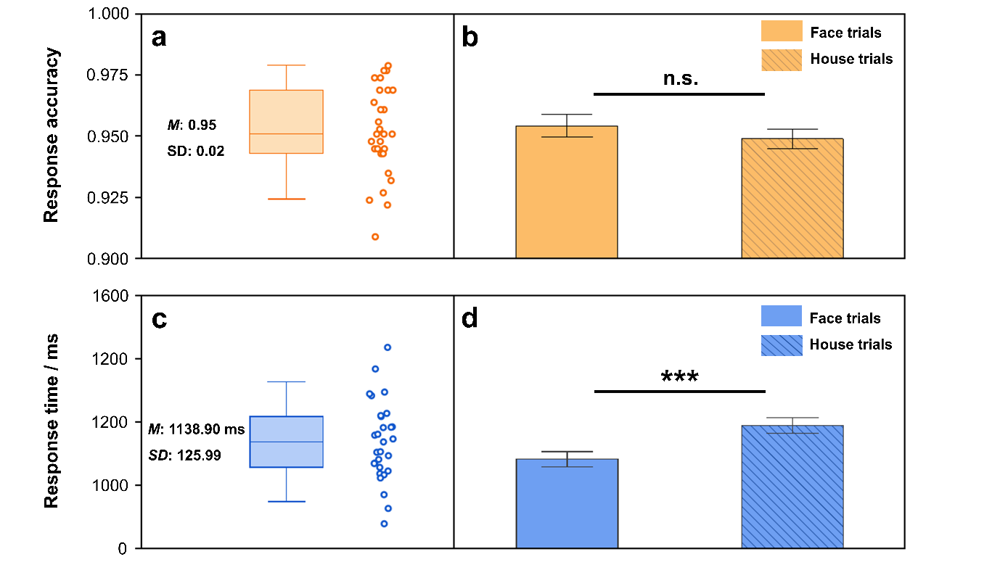 1.000
0.975
0.950
0.925
0.900
Response accuracy
a
M: 0.95
SD: 0.02
b
Face trials
House trials
n.s.
1600
1200
1200
1000
0
Response time / ms
c
M: 1138.90 ms
SD: 125.99
d
Face trials
House trials
***